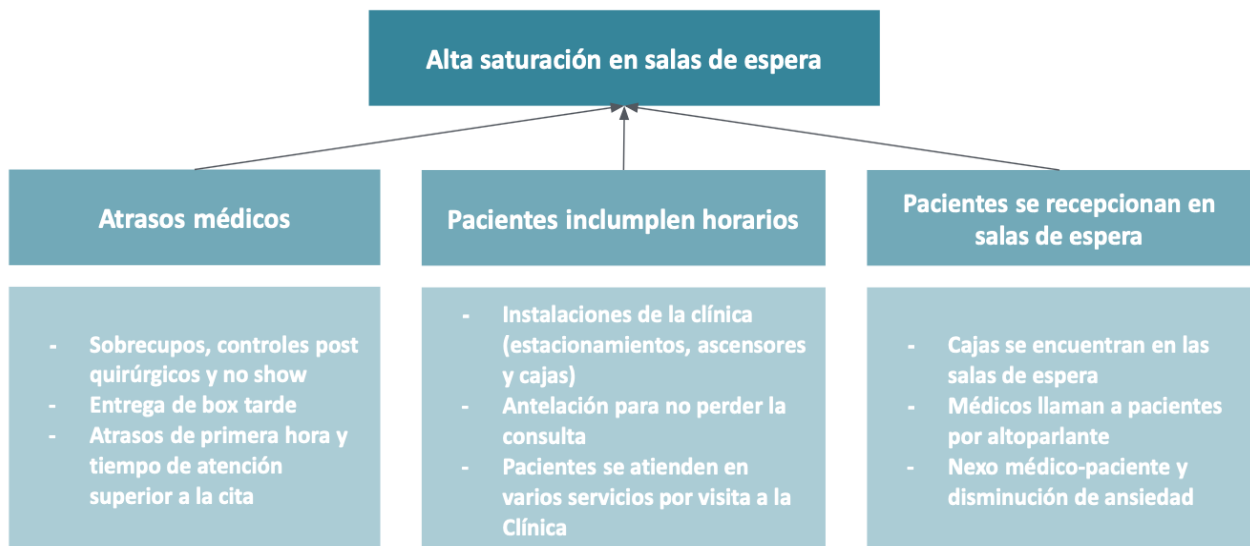 Alta saturación en salas de espera
Atrasos médicos
- Sobrecupos, controles post
quirúrgicos y no show
- Entrega de box tarde
- Atrasos de primera hora y
tiempo de atención
superior a la cita
Pacientes inclumplen horarios
- Instalaciones de la clínica
(estacionamientos, ascensores
y cajas)
- Antelación para no perder la
consulta
- Pacientes se atienden en
varios servicios por visita a la
Clínica
Pacientes se recepcionan en
salas de espera
- Cajas se encuentran en las
salas de espera
- Médicos llaman a pacientes
por altoparlante
- Nexo médico-paciente y
disminución de ansiedad